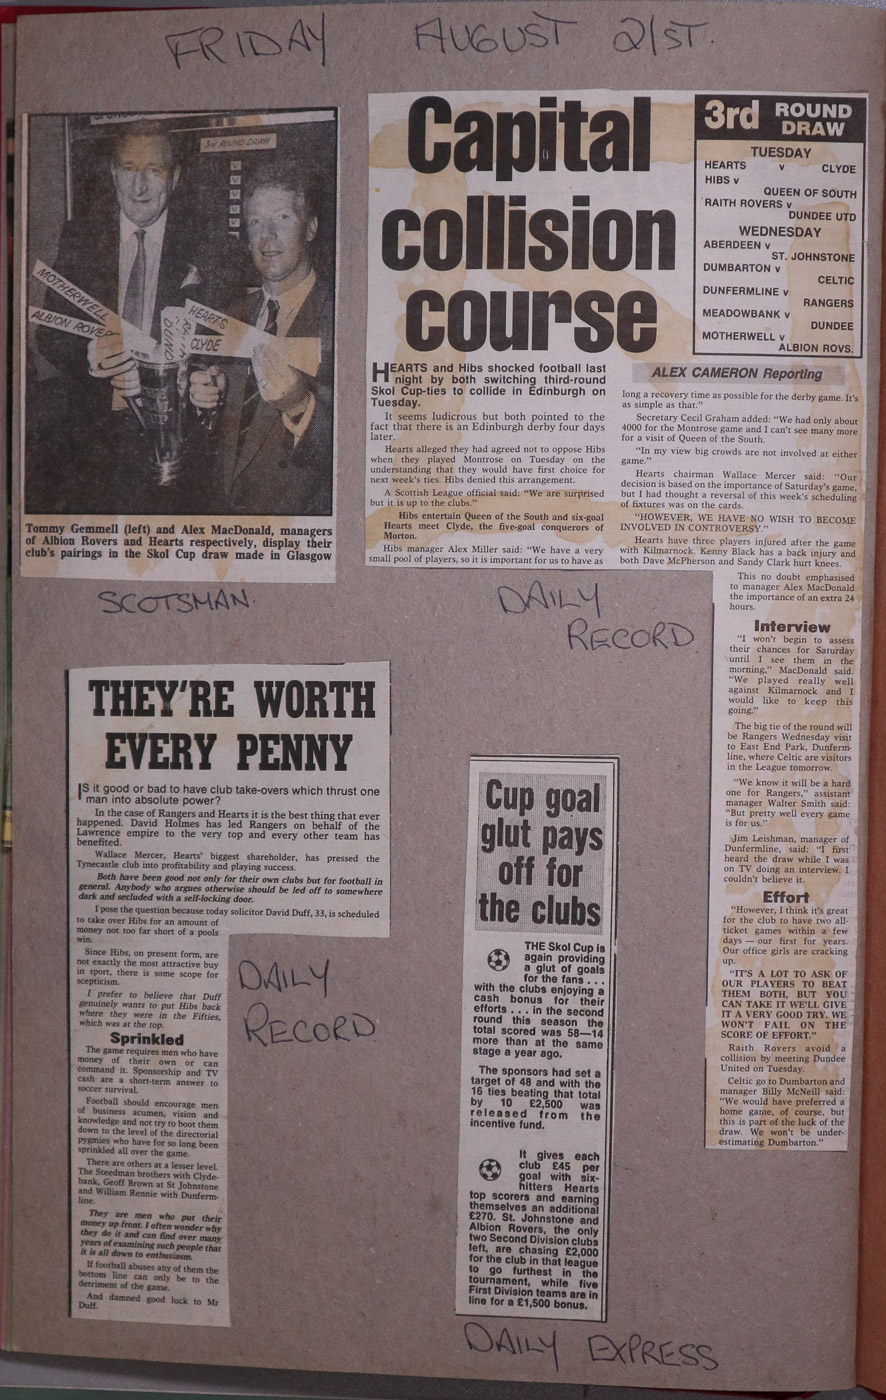 FRIDAY AUGUST 21ST.
3rd ROUND DRAW
MOTHERWELL
ALBION ROVERS
HEARTS
CLYDE
Tommy Gemmell (left) and Alex MacDonald, managers
of Albion Rovers and Hearts respectively, display their
club's pairings in the Skol Cup draw made in Glasgow
SCOTSMAN.
Capital
collision
course
3rd ROUND
DRAW
TUESDAY
HEARTS v CLYDE
HIBS v
QUEEN OF SOUTH
RAITH ROVERS v
DUNDEE UTD
WEDNESDAY
ABERDEEN v
ST. JOHNSTONE
DUMBARTON v
CELTIC
DUNFERMLINE v
RANGERS
MEADOWBANK v
DUNDEE
MOTHERWELL v
ALBION ROVS.
HEARTS and Hibs shocked football last
night by both switching third-round
Skol Cup-ties to collide in Edinburgh on
Tuesday.
It seems ludicrous but both pointed to the
fact that there is an Edinburgh derby four days
later.
Hearts alleged they had agreed not to oppose Hibs
when they played Montrose on Tuesday on the
understanding that they would have first choice for
next week's ties. Hibs denied this arrangement.
A Scottish League official said: "We are surprised
but it is up to the clubs."
Hibs entertain Queen of the South and six-goal
Hearts meet Clyde, the five-goal conquerors of
Morton.
Hibs manager Alex Miller said: "We have a very
small pool of players, so it is important for us to have as
ALEX CAMERON Reporting
long a recovery time as possible for the derby game. It's
as simple as that."
Secretary Cecil Graham added: "We had only about
4000 for the Montrose game and I can't see many more
for a visit of Queen of the South.
"In my view big crowds are not involved at either
game."
Hearts chairman Wallace Mercer said: "Our
decision is based on the importance of Saturday's game,
but I had thought a reversal of this week's scheduling
of fixtures was on the cards.
"HOWEVER, WE HAVE NO WISH TO BECOME
INVOLVED IN CONTROVERSY."
Hearts have three players injured after the game
with Kilmarnock. Kenny Black has a back injury and
both Dave McPherson and Sandy Clark hurt knees.
This no doubt emphasised
to manager Alex MacDonald
the importance of an extra 24
hours.
Interview
"I won't begin to assess
their chances for Saturday
until I see them in the
morning," MacDonald said.
"We played really well
against Kilmarnock and I
would like to keep this
going."
The big tie of the round will
be Rangers Wednesday visit
to East End Park, Dunferm-
line, where Celtic are visitors
in the League tomorrow.
"We know it will be a hard
one for Rangers," assistant
manager Walter Smith said:
"But pretty well every game
is for us."
Jim Leishman, manager of
Dunfermline, said: "I first
heard the draw while I was
on TV doing an interview. I
couldn't believe it.
Effort
"However, I think it's great
for the club to have two all-
ticket games within a few
days — our first for years.
Our office girls are cracking
up.
"IT'S A LOT TO ASK OF
OUR PLAYERS TO BEAT
THEM BOTH, BUT YOU
CAN TAKE IT WE'LL GIVE
IT A VERY GOOD TRY. WE
WON'T FAIL ON THE
SCORE OF EFFORT."
Raith Rovers avoid a
collision by meeting Dundee
United on Tuesday.
Celtic go to Dumbarton and
manager Billy McNeill said:
"We would have preferred a
home game, of course, but
this is part of the luck of the
draw. We won't be under-
estimating Dumbarton."
DAILY
RECORD
THEY'RE WORTH
EVERY PENNY
IS it good or bad to have club take-overs which thrust one
man into absolute power?
In the case of Rangers and Hearts it is the best thing that ever
happened. David Holmes has led Rangers on behalf of the
Lawrence empire to the very top and every other team has
benefited.
Wallace Mercer, Hearts' biggest shareholder, has pressed the
Tynecastle club into profitability and playing success.
Both have been good not only for their own clubs but for football in
general. Anybody who argues otherwise should be led off to somewhere
dark and secluded with a self-locking door.
I pose the question because today solicitor David Duff, 33, is scheduled
to take over Hibs for an amount of
money not too far short of a pools
win.
Since Hibs, on present form, are
not exactly the most attractive buy
in sport, there is some scope for
scepticism.
I prefer to believe that Duff
genuinely wants to put Hibs back
where they were in the Fifties,
which was at the top.
Sprinkled
The game requires men who have
money of their own or can
command it. Sponsorship and TV
cash are a short-term answer to
soccer survival.
Football should encourage men
of business acumen, vision and
knowledge and not try to boot them
down to the level of the directorial
pygmies who have for so long been
sprinkled all over the game.
There are others at a lesser level.
The Steedman brothers with Clyde-
bank, Geoff Brown at St Johnstone
and William Rennie with Dunferm-
line.
They are men who put their
money up front. I often wonder why
they do it and can find over many
years of examining such people that
it is all down to enthusiasm.
If football abuses any of them the
bottom line can only be to the
detriment of the game.
And damned good luck to Mr
Duff.
DAILY
RECORD
Cup goal
glut pays
off for
the clubs
THE Skol Cup is
again providing
a glut of goals
for the fans . . .
with the clubs enjoying a
cash bonus for their
efforts . . . in the second
round this season the
total scored was 58—14
more than at the same
stage a year ago.
The sponsors had set a
target of 48 and with the
16 ties beating that total
by 10 £2,500 was
released from the
incentive fund.
It gives each
club £45 per
goal with six-
hitters Hearts
top scorers and earning
themselves an additional
£270. St. Johnstone and
Albion Rovers, the only
two Second Division clubs
left, are chasing £2,000
for the club in that league
to go furthest in the
tournament, while five
First Division teams are in
line for a £1,500 bonus.
DAILY EXPRESS